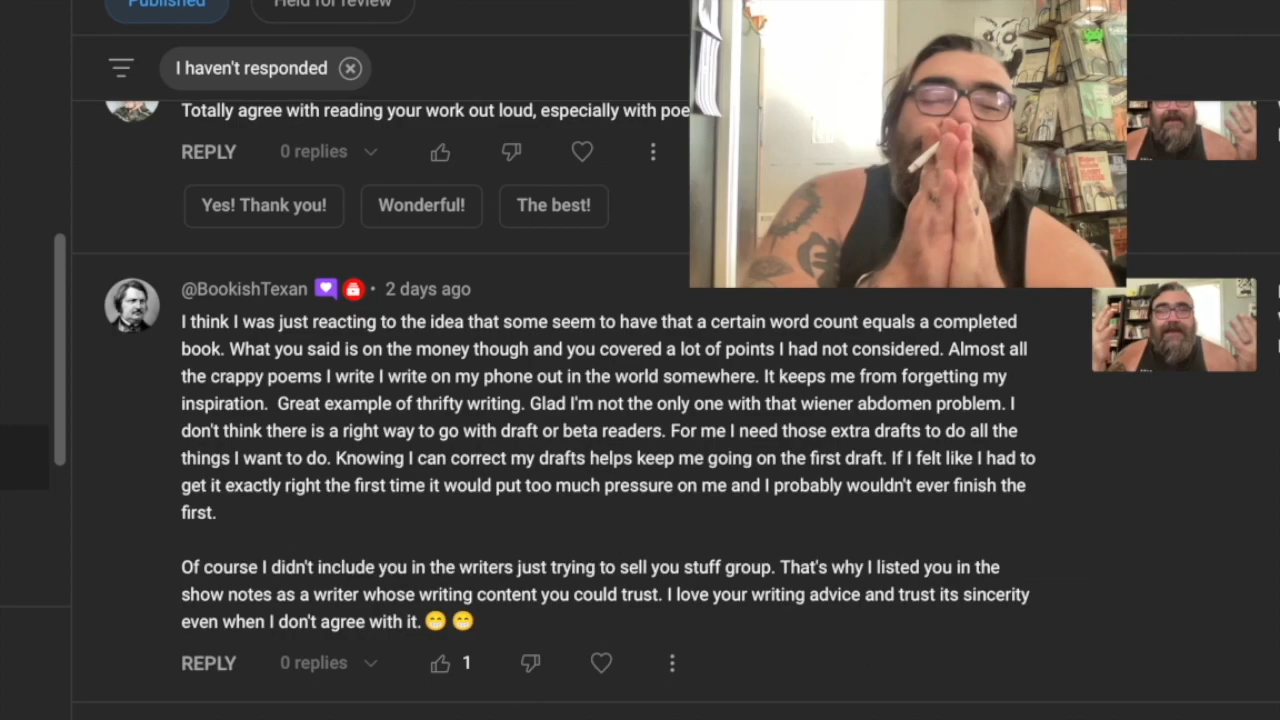 Published
Held for review
I haven't responded
Totally agree with reading your work out loud, especially with poe
REPLY 0 replies
Yes! Thank you! Wonderful! The best!
@BookishTexan • 2 days ago
I think I was just reacting to the idea that some seem to have that a certain word count equals a completed
book. What you said is on the money though and you covered a lot of points I had not considered. Almost all
the crappy poems I write I write on my phone out in the world somewhere. It keeps me from forgetting my
inspiration.  Great example of thrifty writing. Glad I'm not the only one with that wiener abdomen problem. I
don't think there is a right way to go with draft or beta readers. For me I need those extra drafts to do all the
things I want to do. Knowing I can correct my drafts helps keep me going on the first draft. If I felt like I had to
get it exactly right the first time it would put too much pressure on me and I probably wouldn't ever finish the
first.
Of course I didn't include you in the writers just trying to sell you stuff group. That's why I listed you in the
show notes as a writer whose writing content you could trust. I love your writing advice and trust its sincerity
even when I don't agree with it. 😁 😁
REPLY 0 replies 1